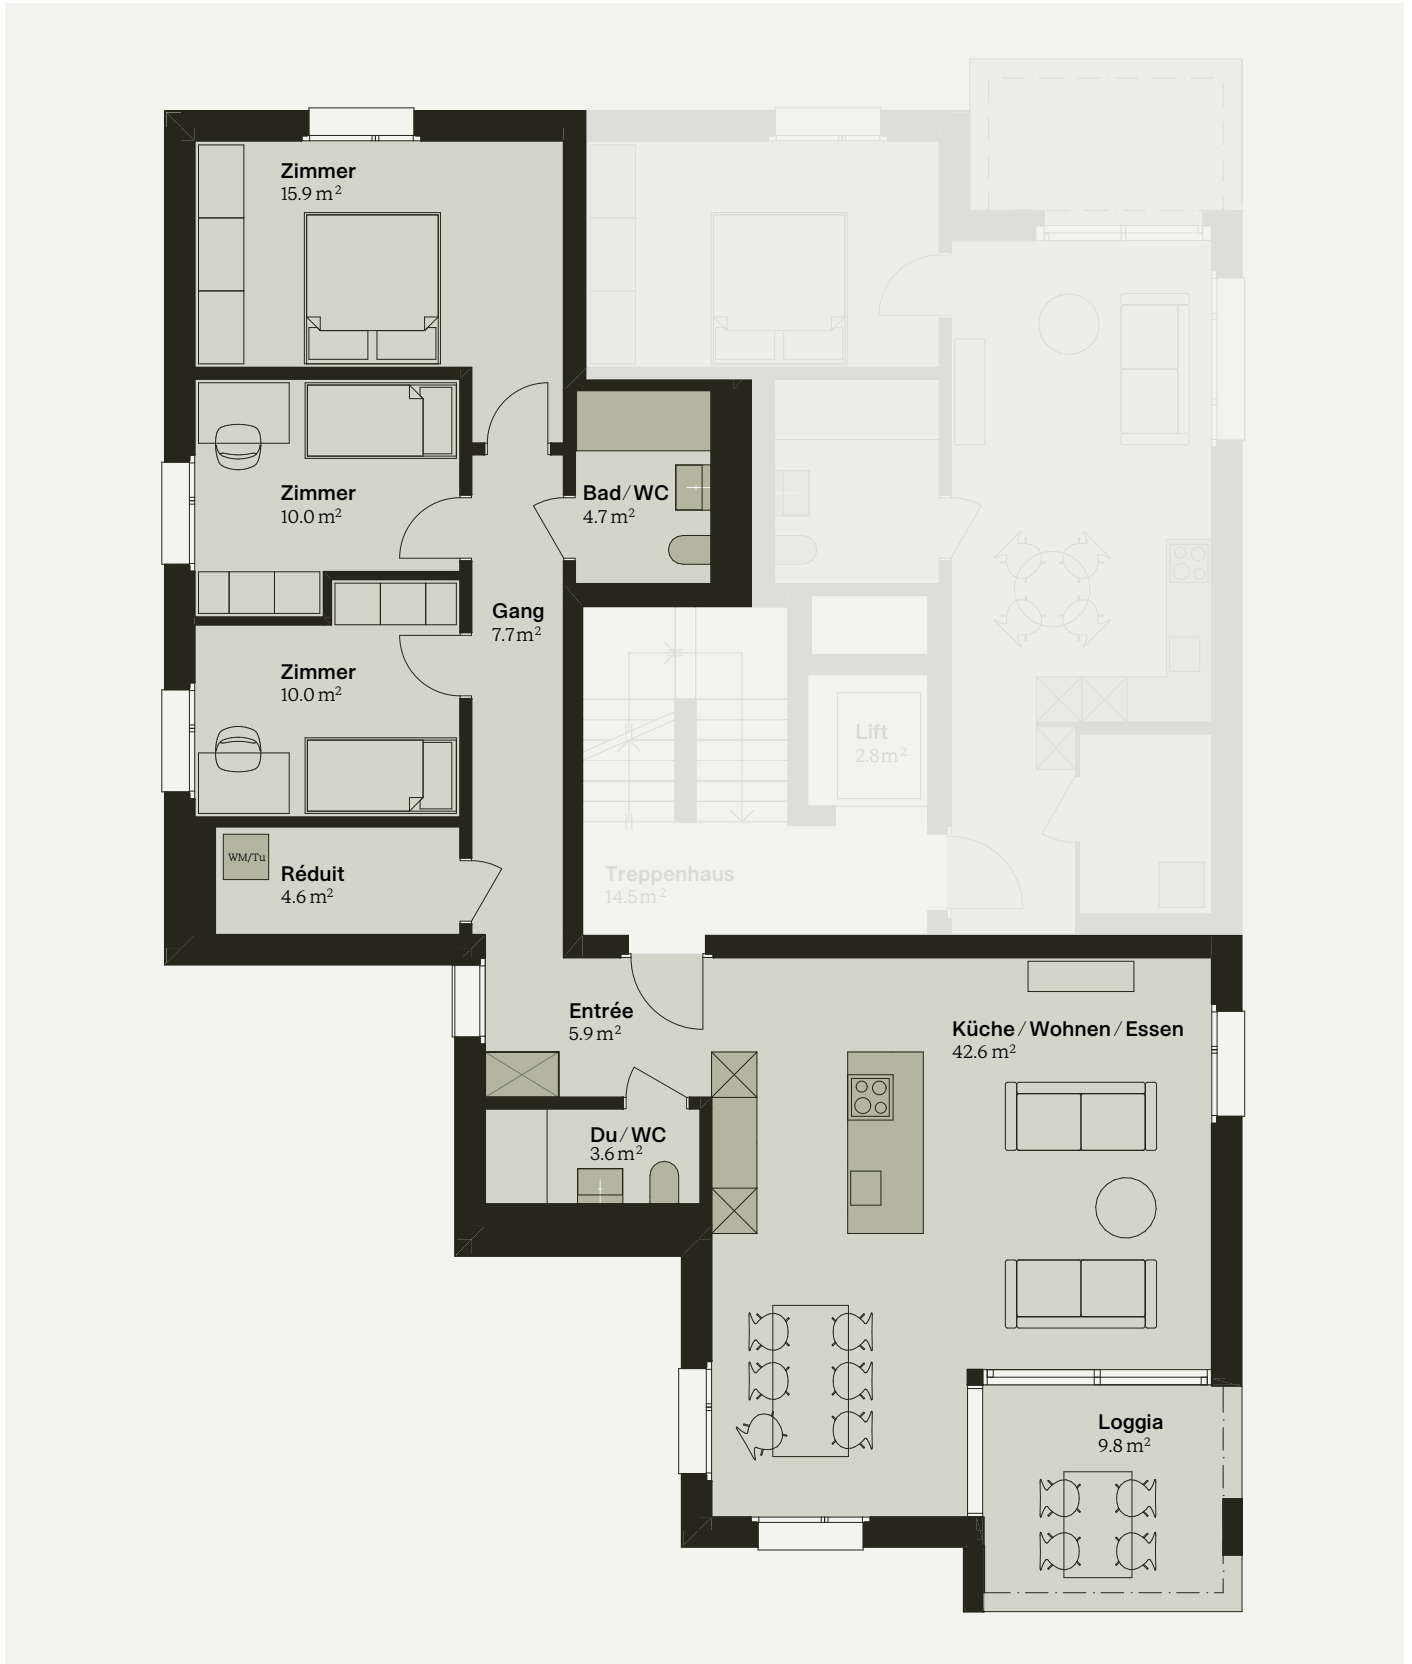 Zimmer
15.9 m²
Zimmer
10.0 m²
Bad/WC
4.7 m²
Gang
7.7 m²
Zimmer
10.0 m²
Lift
2.8 m²
WM/Tu
Réduit
4.6 m²
Treppenhaus
14.5 m²
Entrée
5.9 m²
Küche/Wohnen/Essen
42.6 m²
Du/WC
3.6 m²
Loggia
9.8 m²